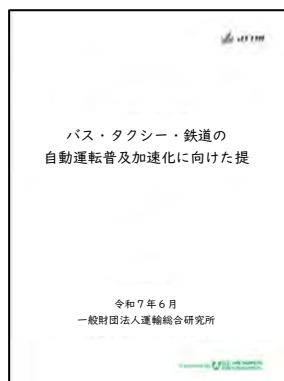 バス・タクシー・鉄道の
自動運転普及加速化に向けた提
令和7年6月
一般財団法人運輸総合研究所